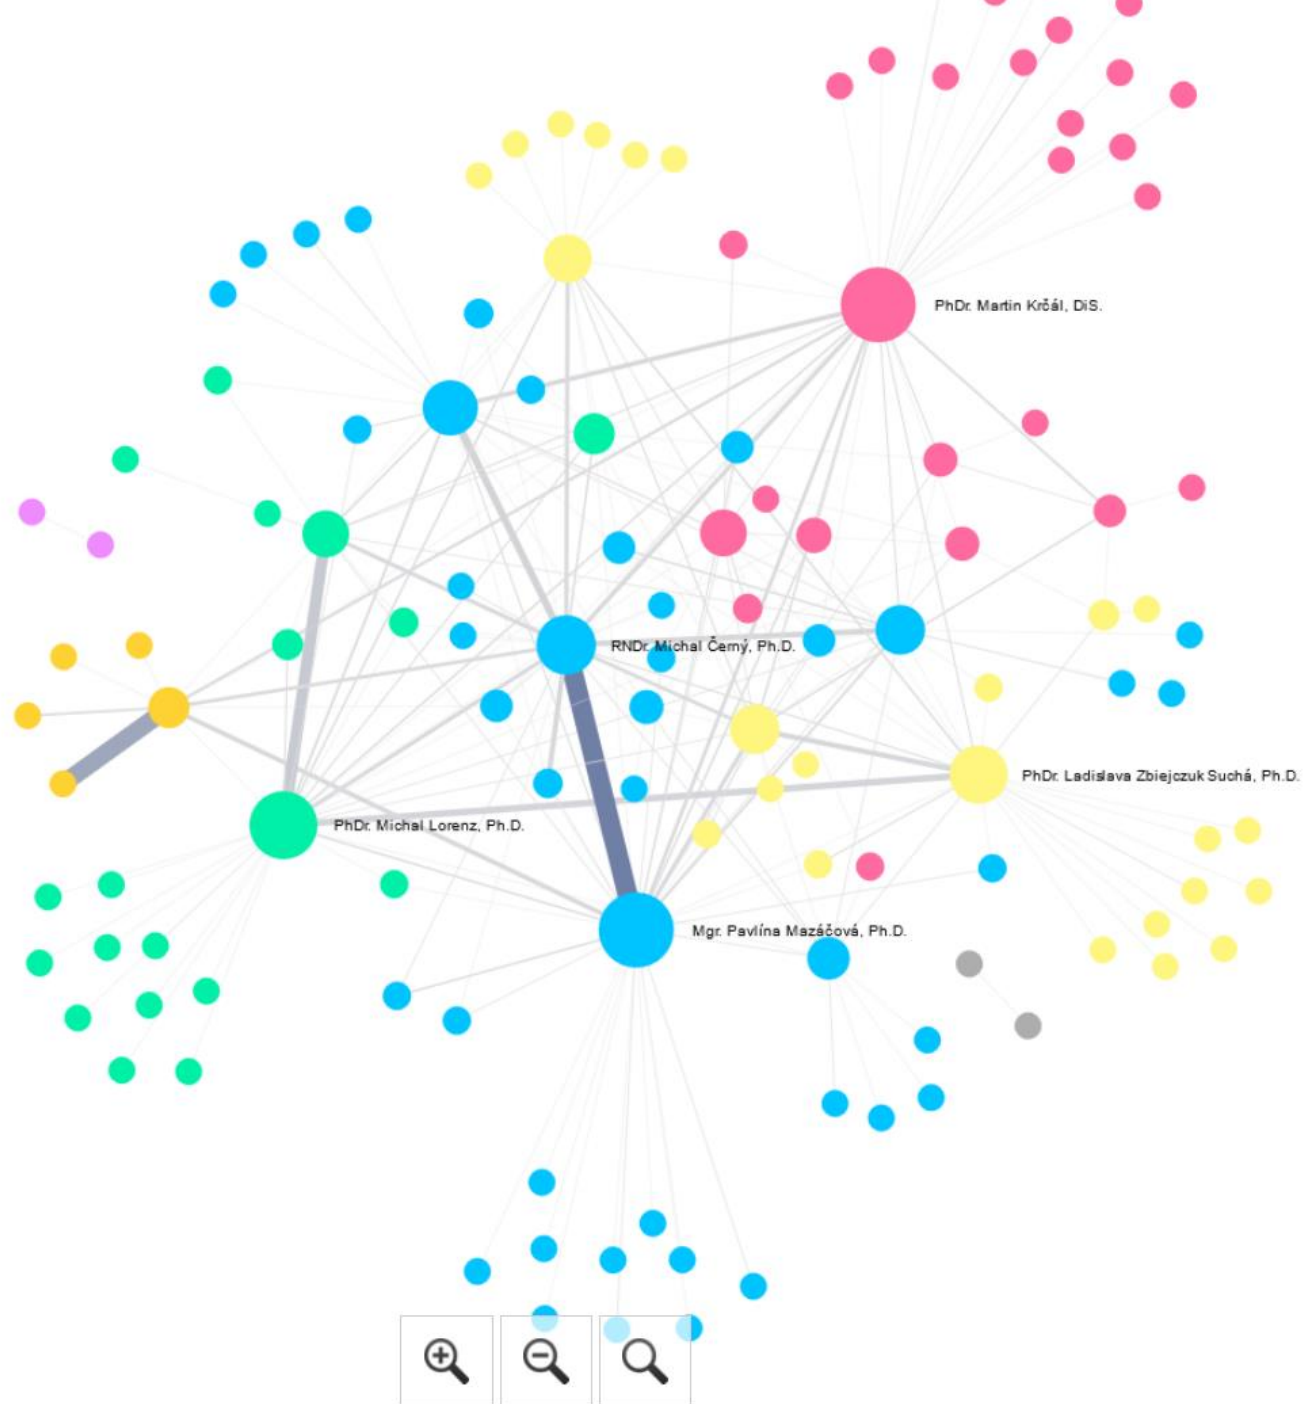 PhDr. Martin Krčál, DiS.
RNDr. Michal Černý, Ph.D.
PhDr. Ladislava Zbiejczuk Suchá, Ph.D.
PhDr. Michal Lorenz, Ph.D.
Mgr. Pavlína Mazáčová, Ph.D.